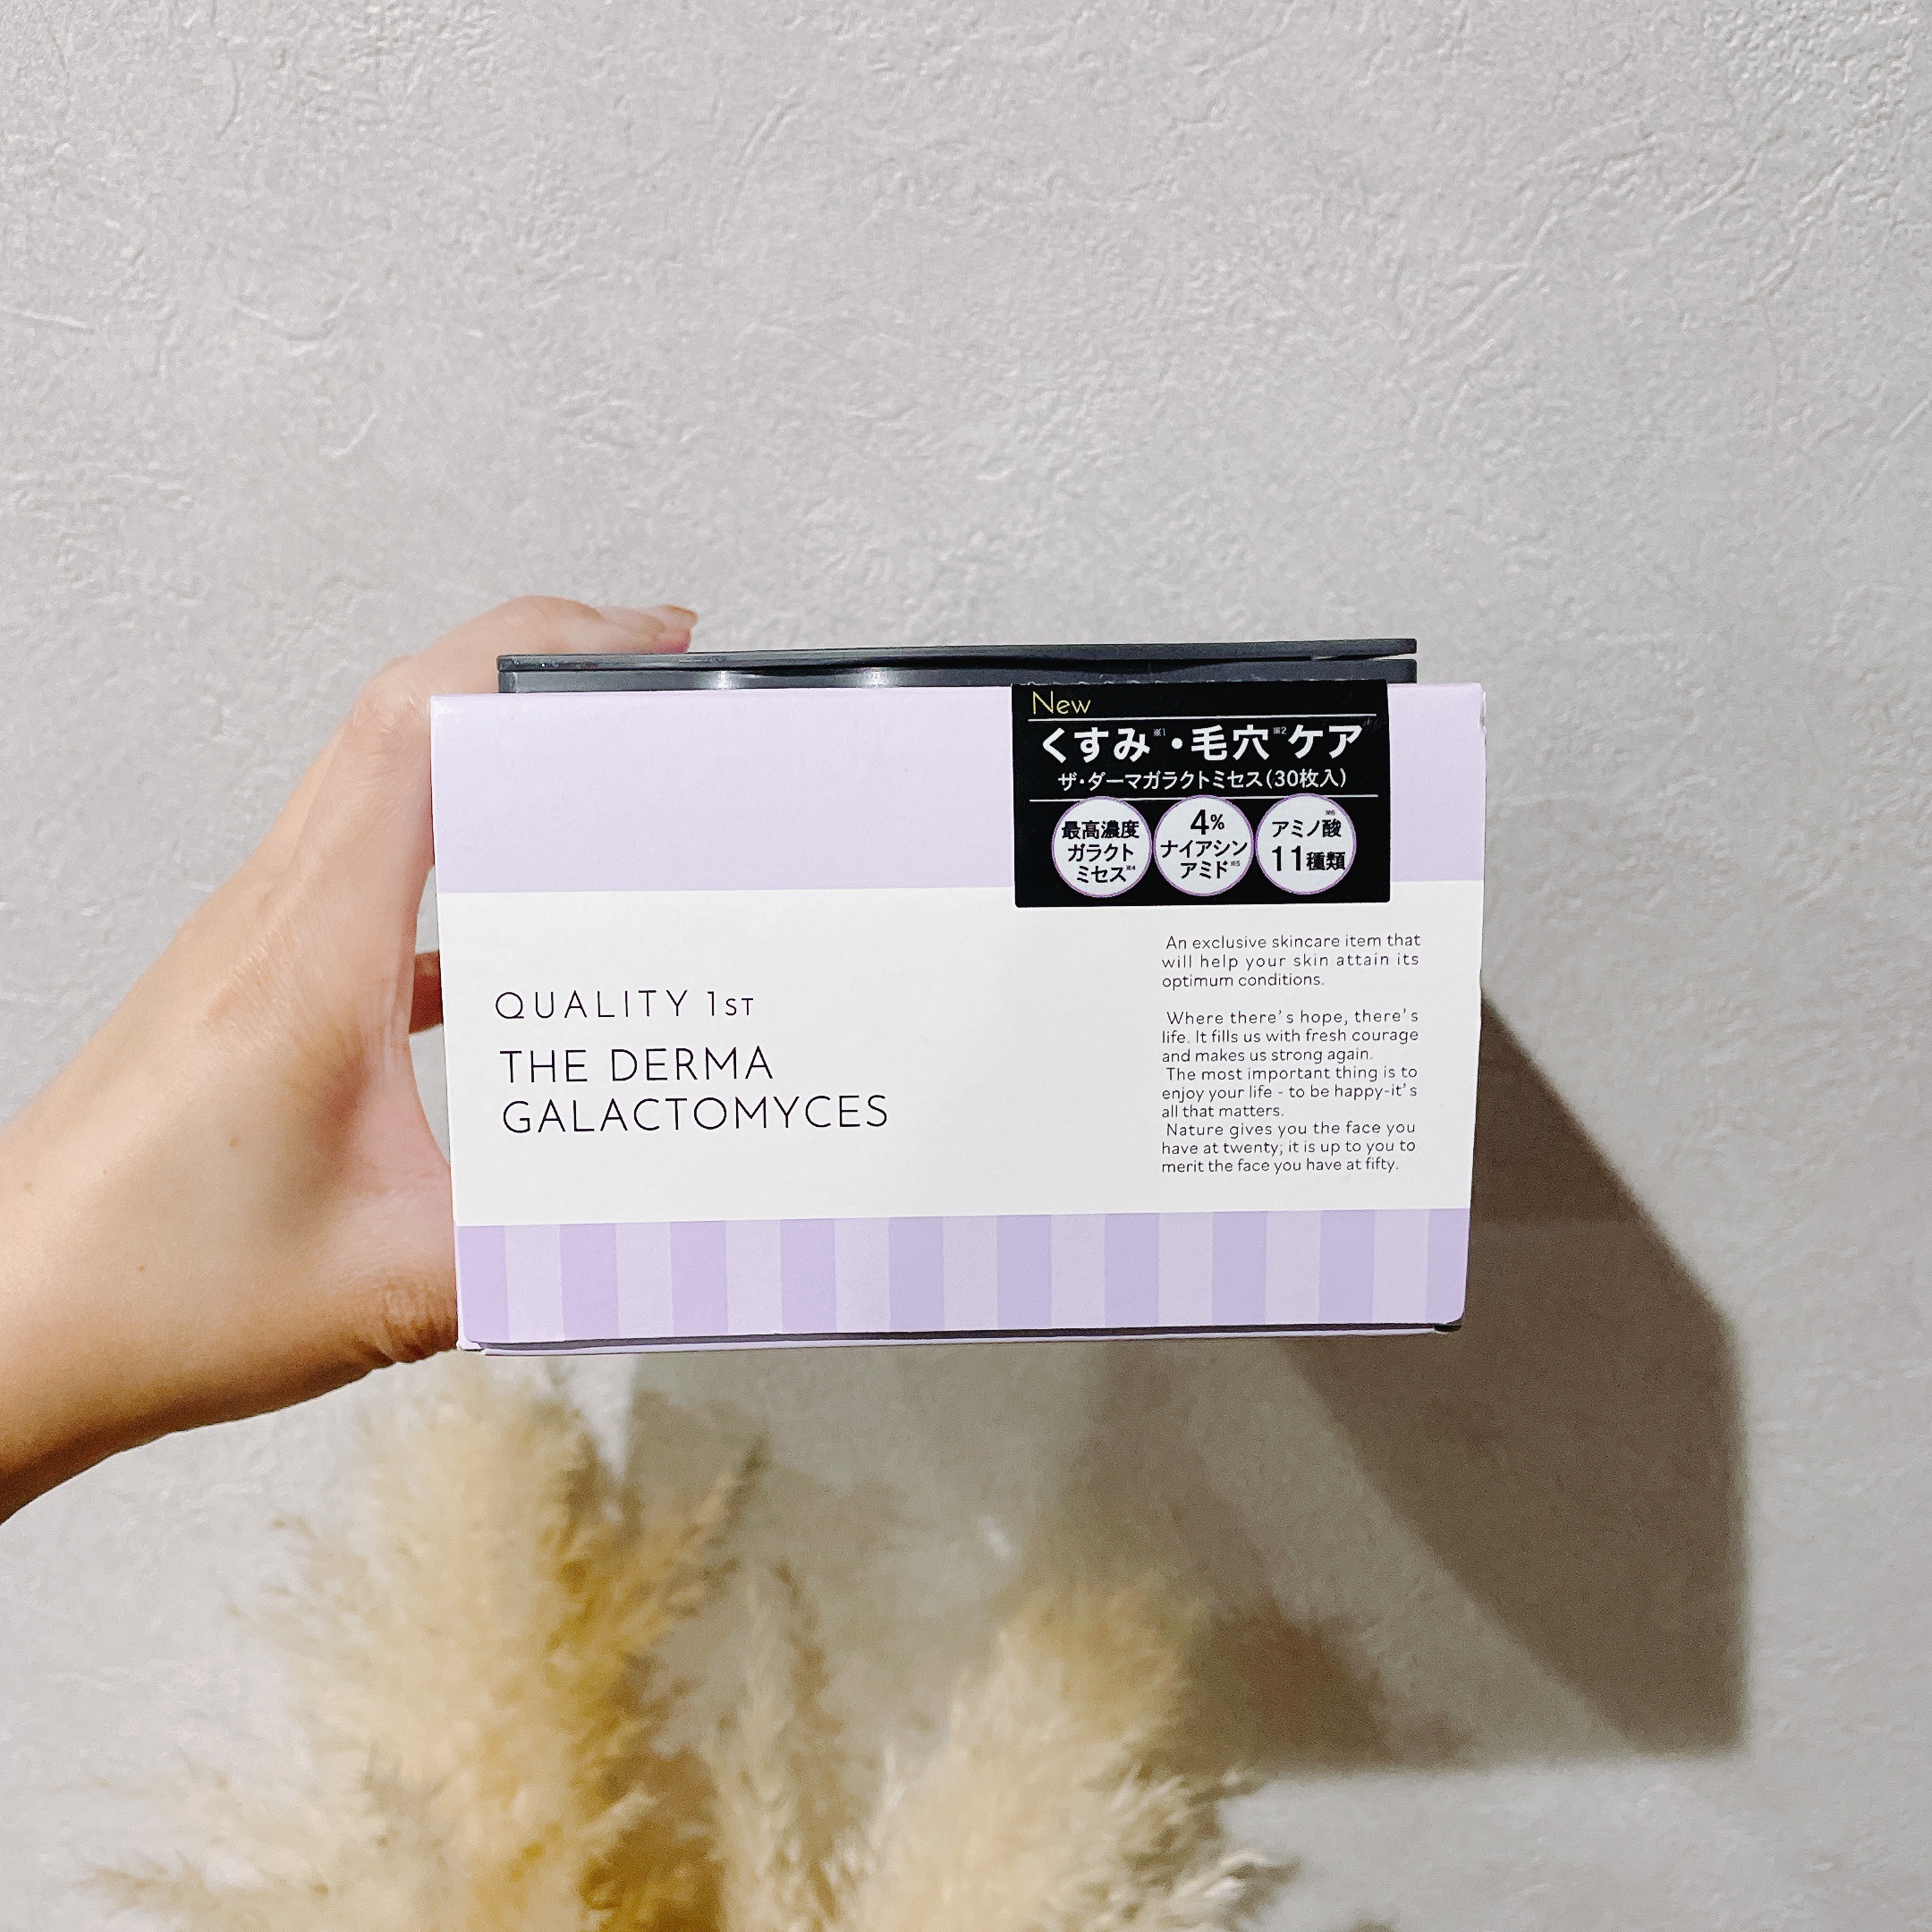 New
くすみ※1・毛穴※2ケア
ザ・ダーマガラクトミセス(30枚入)
最高濃度
ガラクト
ミセス※4
4%
ナイアシン
アミド※5
アミノ酸※6
11種類
QUALITY 1ST
THE DERMA
GALACTOMYCES
An exclusive skincare item that
will help your skin attain its
optimum conditions.
Where there's hope, there's
life. It fills us with fresh courage
and makes us strong again.
The most important thing is to
enjoy your life - to be happy-it's
all that matters.
Nature gives you the face you
have at twenty; it is up to you to
merit the face you have at fifty.